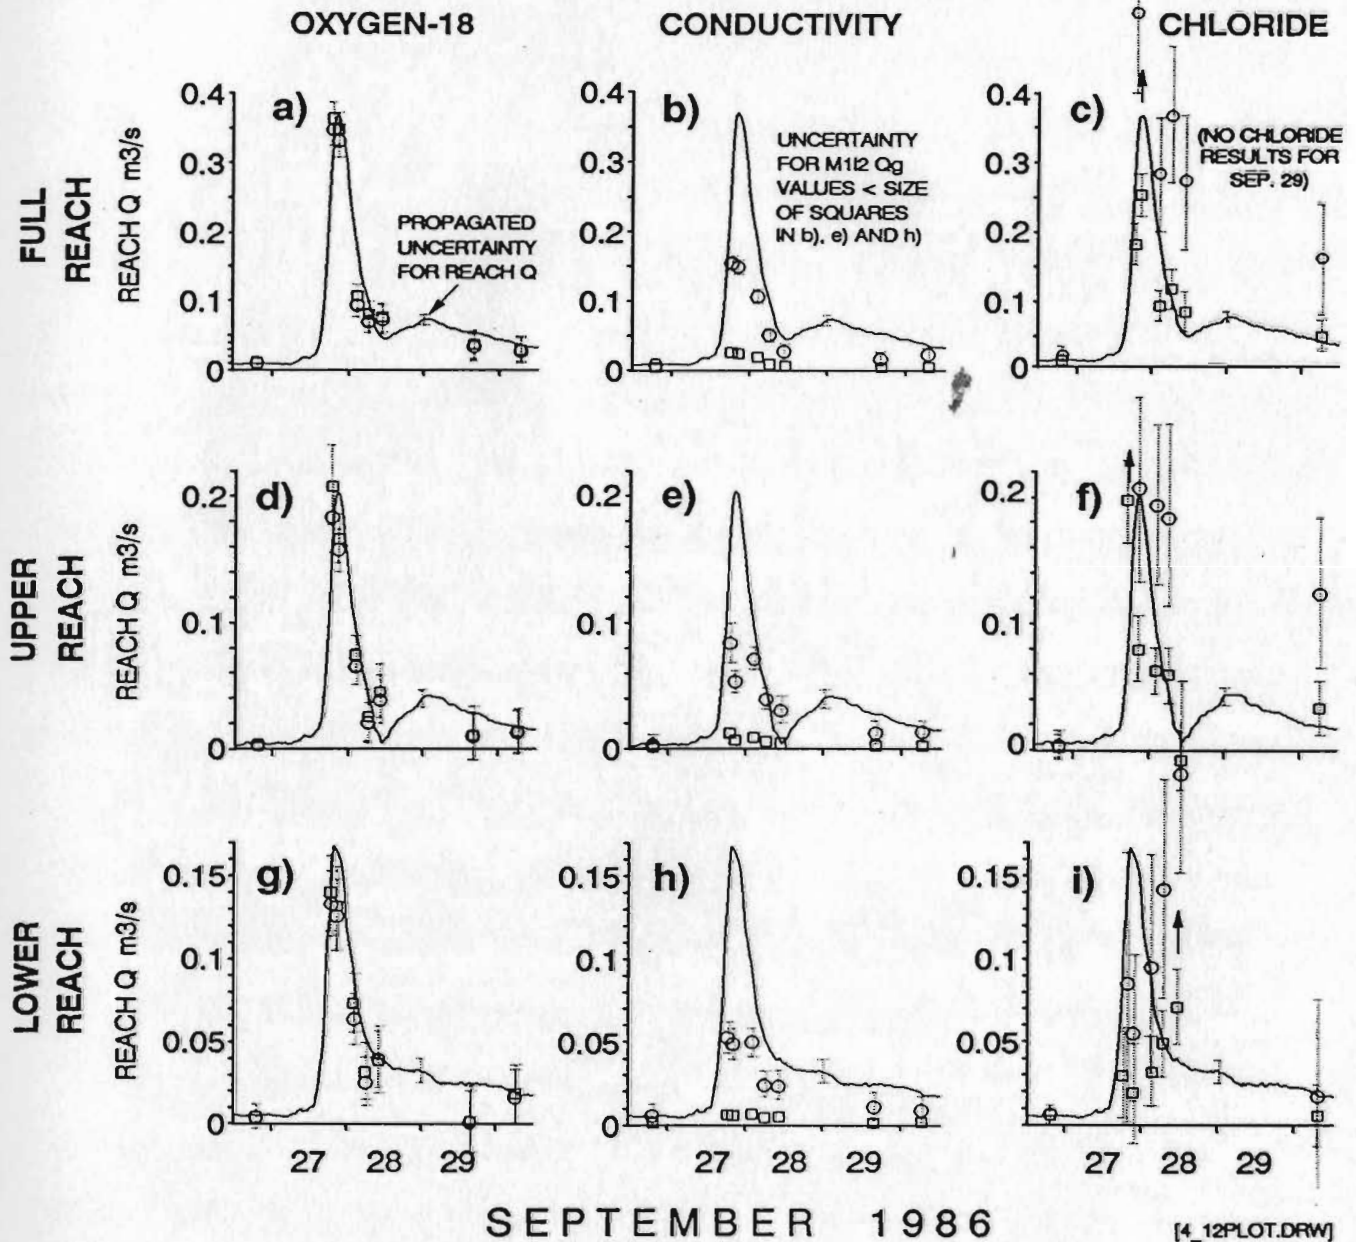 OXYGEN-18 CONDUCTIVITY CHLORIDE
FULL
REACH
REACH Q m3/s
0.4
0.3
0.2
0.1
0
a)
PROPAGATED
UNCERTAINTY
FOR REACH Q
0.4
0.3
0.2
0.1
0
b)
UNCERTAINTY
FOR M1I2 Qg
VALUES < SIZE
OF SQUARES
IN b), e) AND h)
0.4
0.3
0.2
0.1
0
c)
(NO CHLORIDE
RESULTS FOR
SEP. 29)
UPPER
REACH
REACH Q m3/s
0.2
0.1
0
d)
0.2
0.1
0
e)
0.2
0.1
0
f)
LOWER
REACH
REACH Q m3/s
0.15
0.1
0.05
0
g)
0.15
0.1
0.05
0
h)
0.15
0.1
0.05
0
i)
27 28 29 27 28 29 27 28 29
SEPTEMBER 1986
[4_12PLOT.DRW]